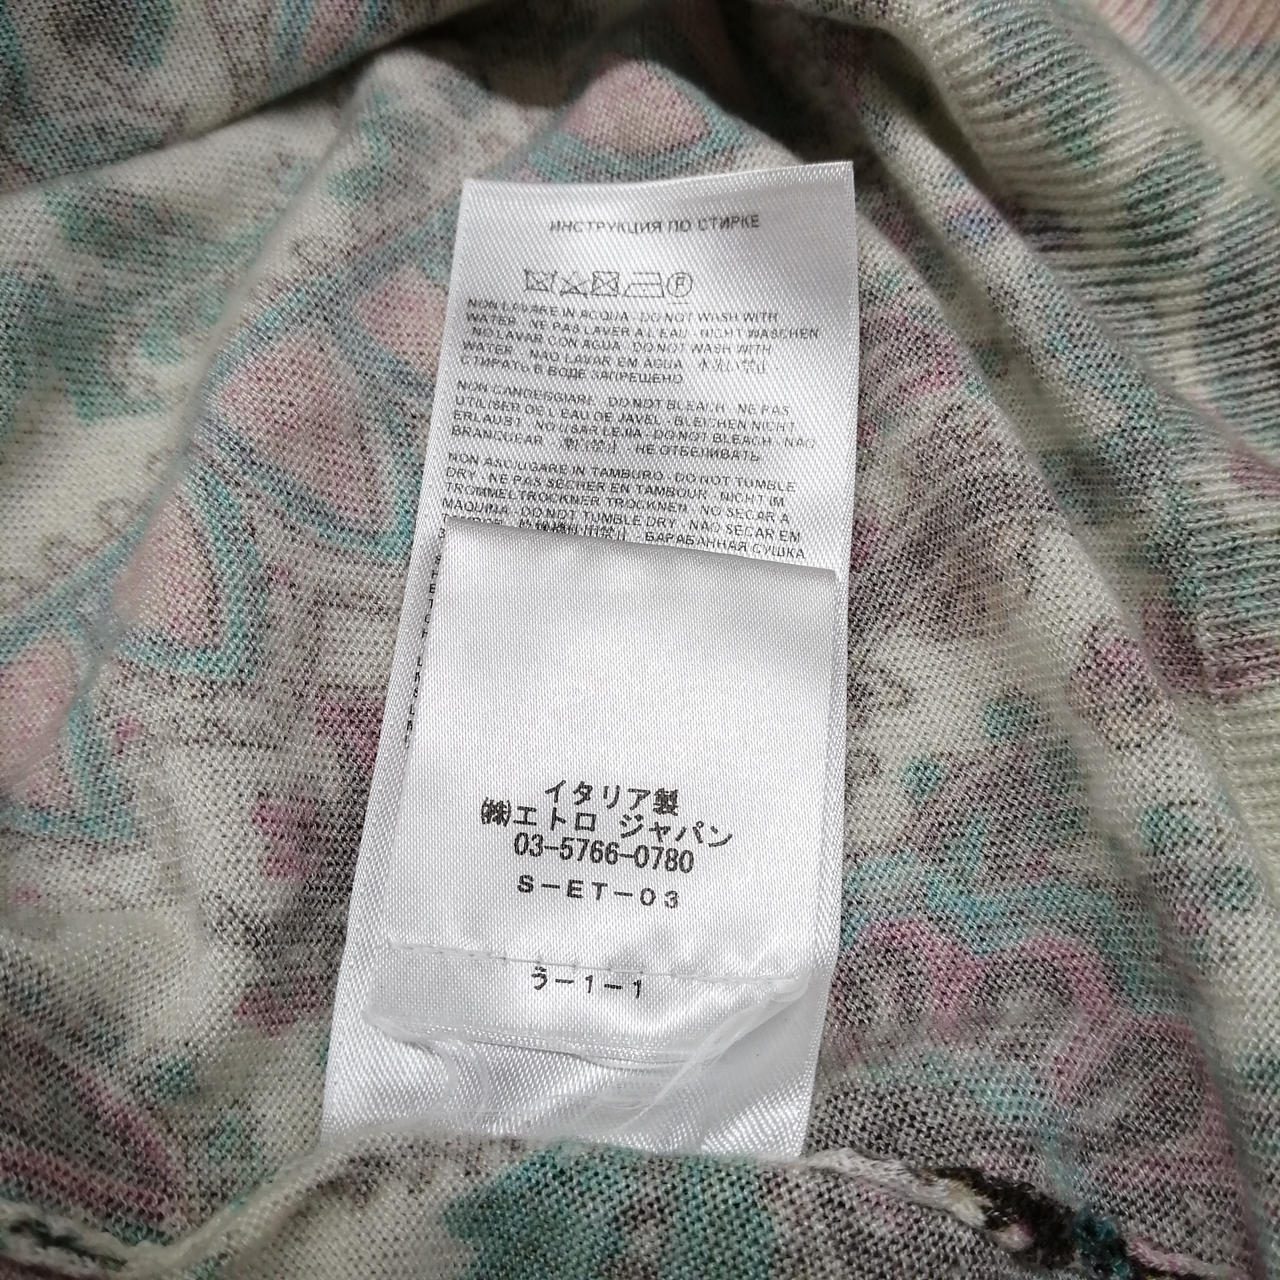 ИНСТРУКЦИЯ ПО СТИРКЕ
NON LAVARE IN ACQUA . DO NOT WASH WITH
WATER . NE PAS LAVER A L'EAU . NICHT WASCHEN
. NO LAVAR CON AGUA . DO NOT WASH WITH
WATER . NÃO LAVAR EM AGUA
СТИРАТЬ В ВОДЕ ЗАПРЕЩЕНО
NON CANDEGGIARE . DO NOT BLEACH . NE PAS
UTILISER DE L'EAU DE JAVEL . BLEICHEN NICHT
ERLAUBT . NO USAR LEJIA . DO NOT BLEACH . NÃO
BRANQUEAR . НЕ ОТБЕЛИВАТЬ
NON ASCIUGARE IN TAMBURO . DO NOT TUMBLE
DRY . NE PAS SÉCHER EN TAMBOUR . NICHT IM
TROMMELTROCKNER TROCKNEN . NO SECAR A
MAQUINA . DO NOT TUMBLE DRY . NÃO SECAR EM
БАРАБАННАЯ СУШКА
イタリア製
㈱エトロ ジャパン
03-5766-0780
S-ET-03
う-1-1